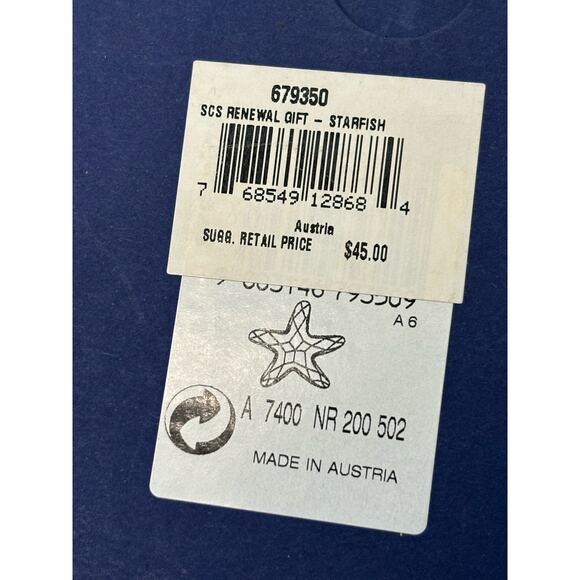 679350
SCS RENEWAL GIFT - STARFISH
7 68549 12868 4
Austria
SUGG. RETAIL PRICE $45.00
A 6
A 7400 NR 200 502
MADE IN AUSTRIA